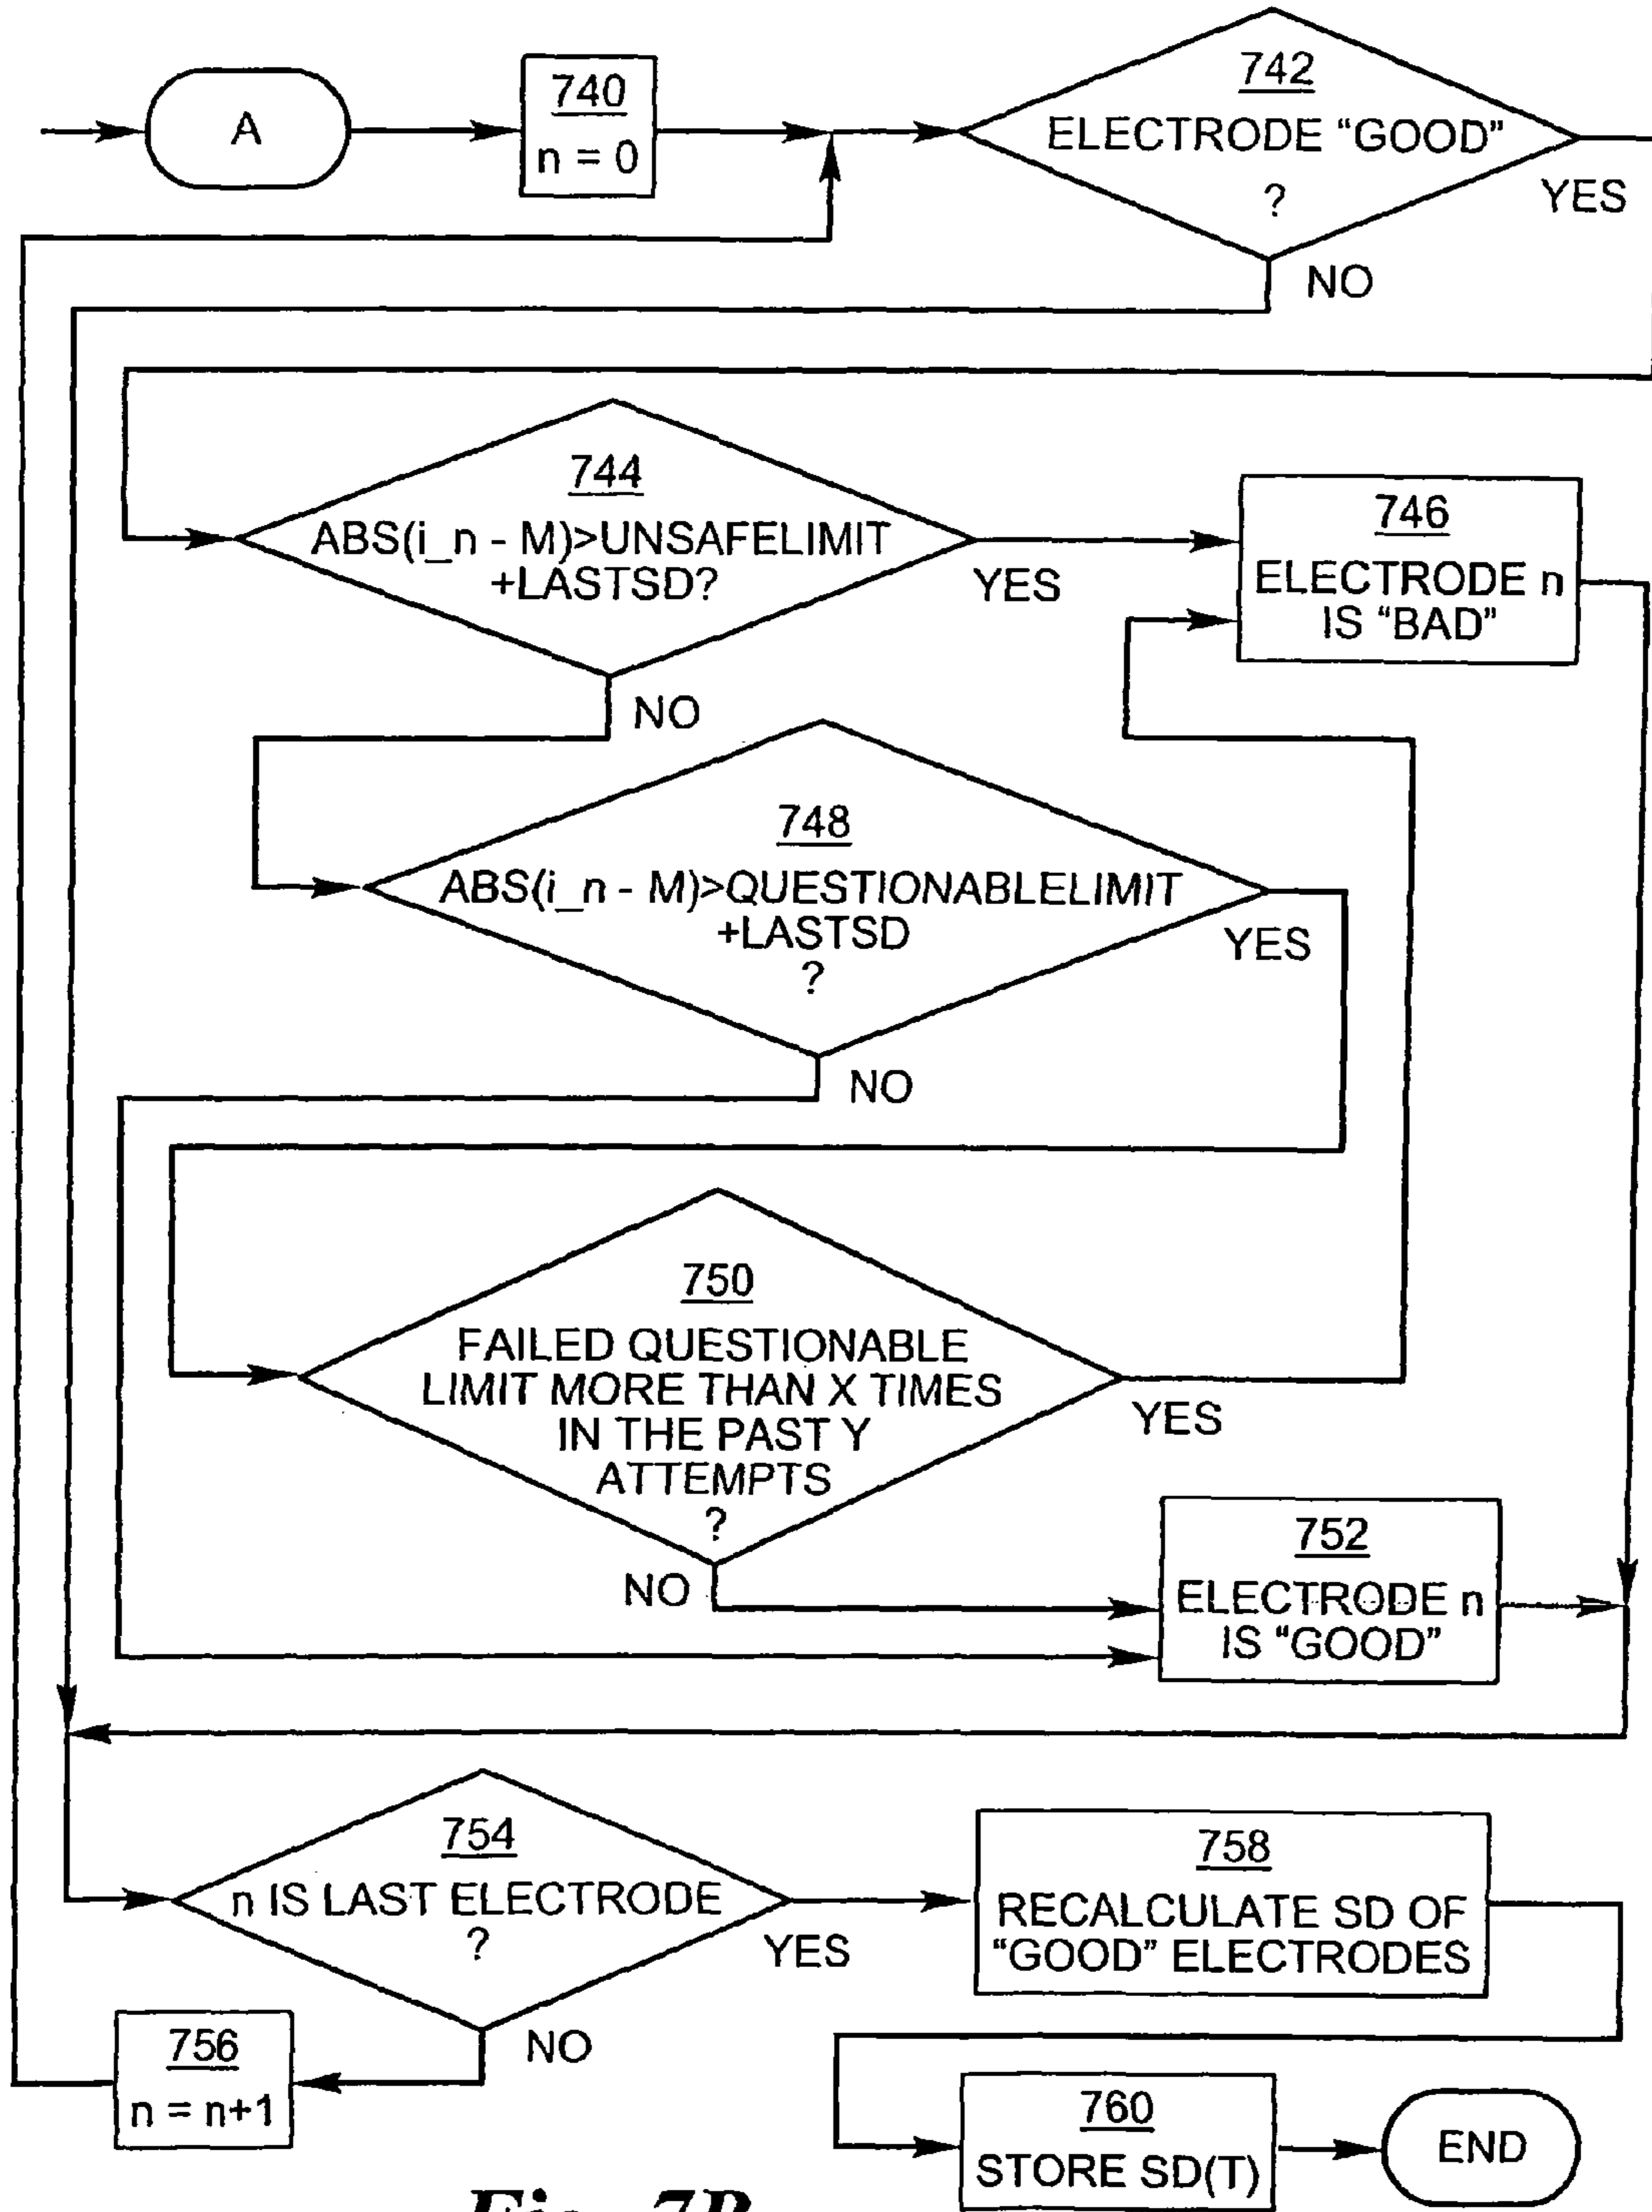 A
740
n = 0
742
ELECTRODE “GOOD”
?
YES
NO
744
ABS(i_n - M)>UNSAFELIMIT
+LASTSD?
YES
NO
746
ELECTRODE n
IS “BAD”
748
ABS(i_n - M)>QUESTIONABLELIMIT
+LASTSD
?
YES
NO
750
FAILED QUESTIONABLE
LIMIT MORE THAN X TIMES
IN THE PAST Y
ATTEMPTS
?
YES
NO
752
ELECTRODE n
IS “GOOD”
754
n IS LAST ELECTRODE
?
YES
NO
756
n = n+1
758
RECALCULATE SD OF
“GOOD” ELECTRODES
760
STORE SD(T)
END
Fig. 7B